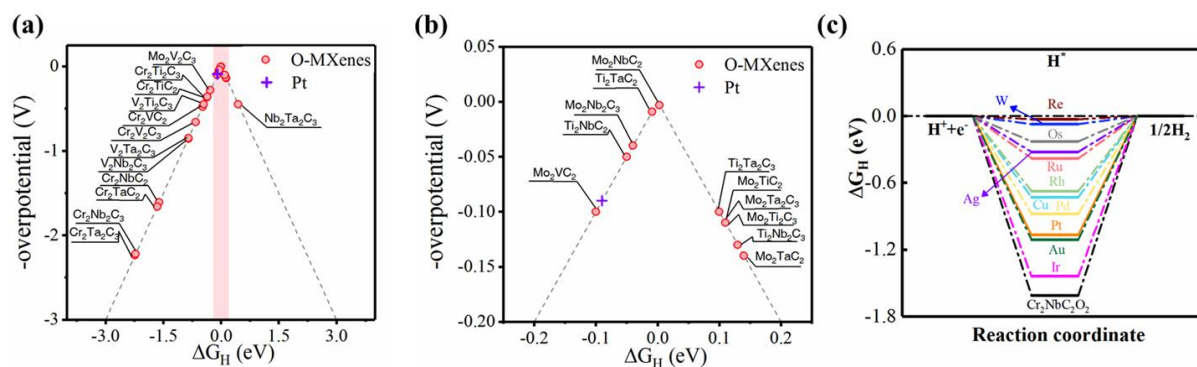 (a)
0
-1
-2
-3
-overpotential (V)
-3.0
-1.5
0.0
1.5
3.0
ΔG_H (eV)
O-MXenes
Pt
Mo₂V₂C₃
Cr₂Ti₂C₃
Cr₂TiC₂
V₂Ti₂C₃
Cr₂VC₂
Cr₂V₂C₃
V₂Ta₂C₃
V₂Nb₂C₃
Cr₂NbC₂
Cr₂TaC₂
Cr₂Nb₂C₃
Cr₂Ta₂C₃
Nb₂Ta₂C₃
(b)
0.05
0.00
-0.05
-0.10
-0.15
-0.20
-overpotential (V)
-0.2
-0.1
0.0
0.1
0.2
ΔG_H (eV)
O-MXenes
Pt
Mo₂NbC₂
Ti₂TaC₂
Mo₂Nb₂C₃
Ti₂NbC₂
Mo₂VC₂
Ti₂Ta₂C₃
Mo₂TiC₂
Mo₂Ta₂C₃
Mo₂Ti₂C₃
Ti₂Nb₂C₃
Mo₂TaC₂
(c)
0.6
0.0
-0.6
-1.2
-1.8
ΔG_H (eV)
H*
W
Re
H⁺+e⁻
1/2H₂
Os
Ag
Ru
Rh
Cu
Pd
Pt
Au
Ir
Cr₂NbC₂O₂
Reaction coordinate